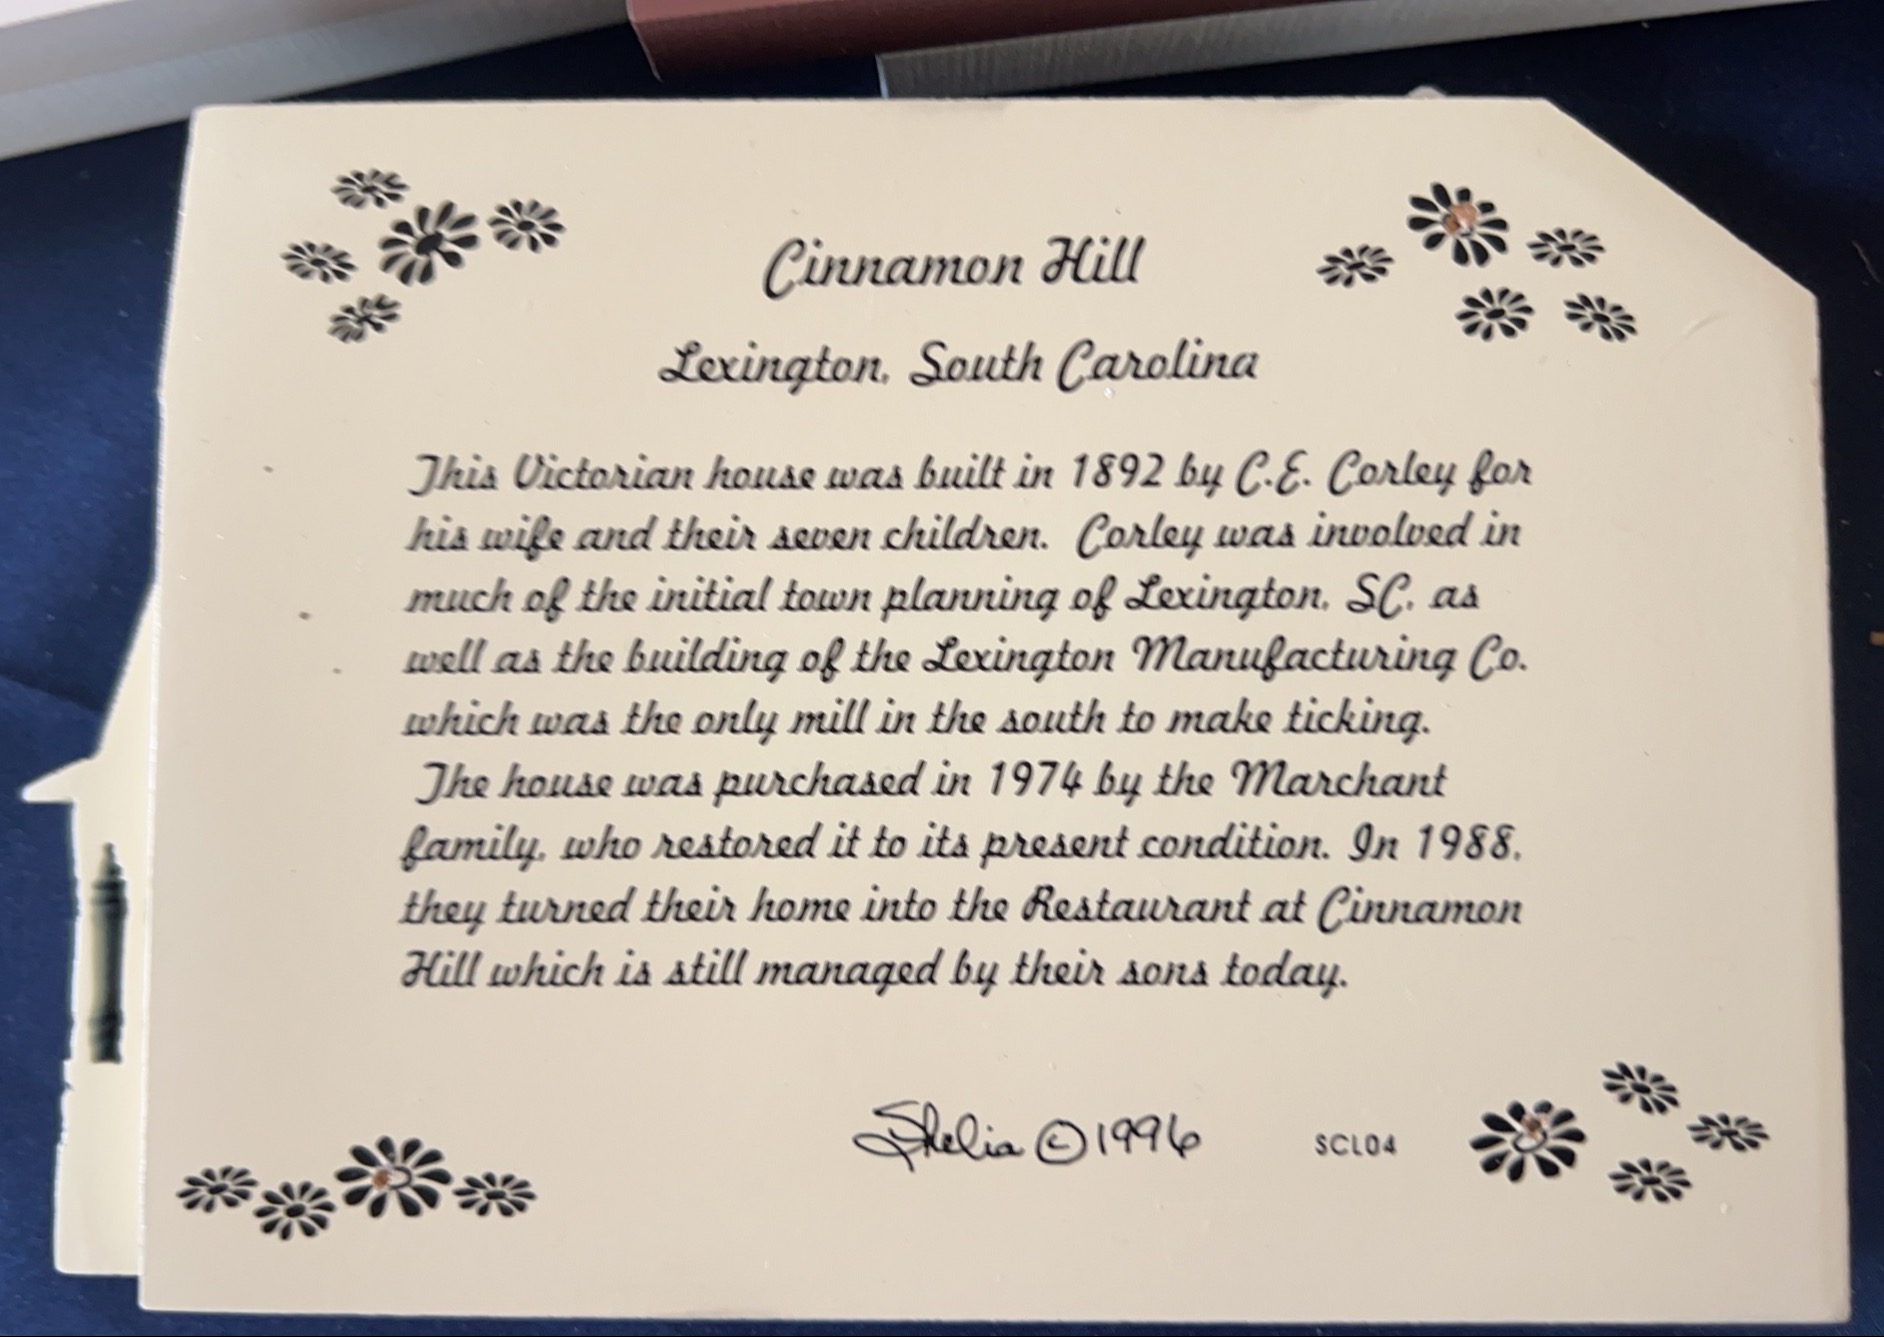 Cinnamon Hill
Lexington, South Carolina
This Victorian house was built in 1892 by C.E. Corley for
his wife and their seven children. Corley was involved in
much of the initial town planning of Lexington, SC, as
well as the building of the Lexington Manufacturing Co.
which was the only mill in the south to make ticking.
The house was purchased in 1974 by the Marchant
family, who restored it to its present condition. In 1988,
they turned their home into the Restaurant at Cinnamon
Hill which is still managed by their sons today.
Shelia © 1996 SCL04